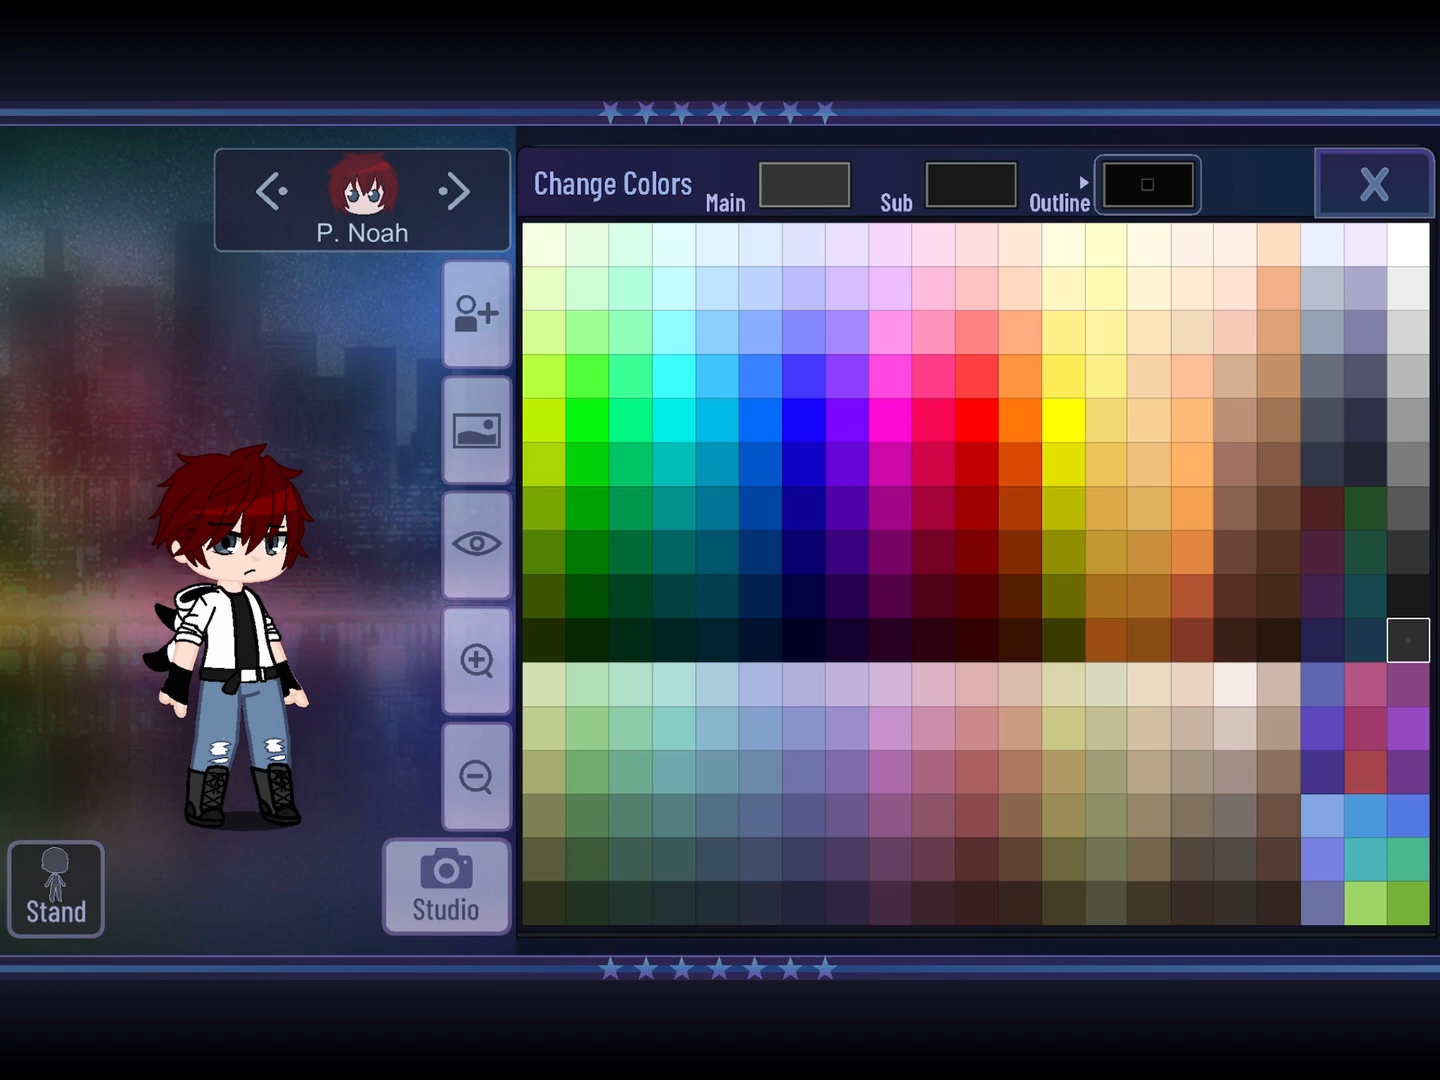 P. Noah
Change Colors
Main
Sub
Outline
X
Stand
Studio